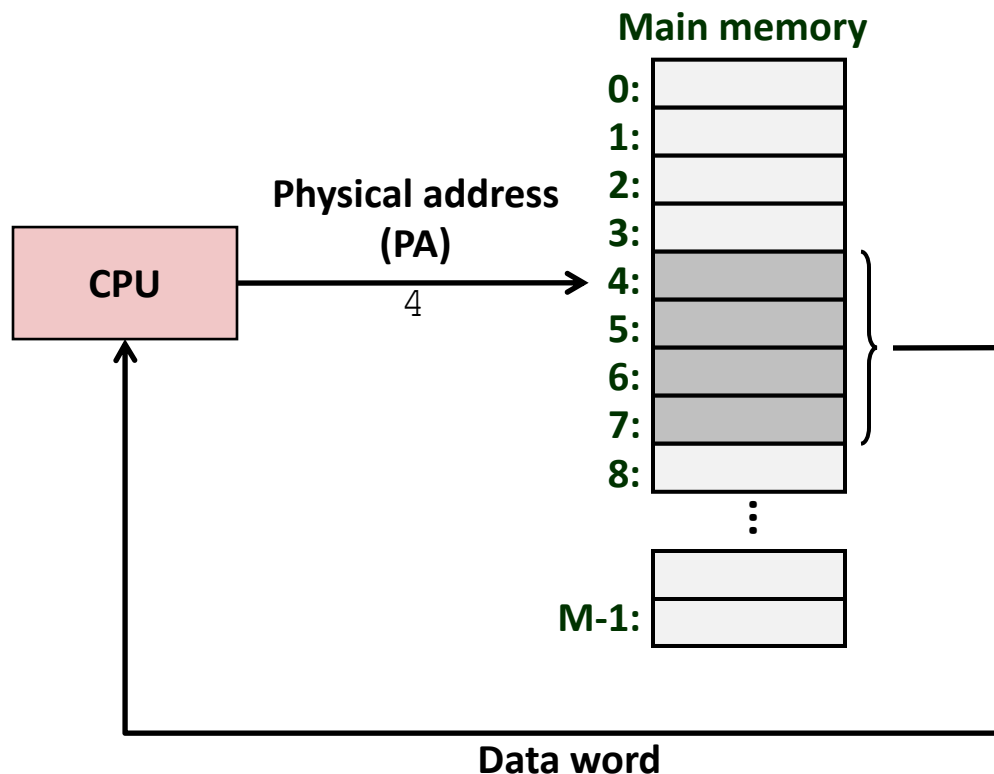 Main memory
0:
1:
2:
3:
4:
5:
6:
7:
8:
⋮
M-1:
Physical address
(PA)
4
CPU
Data word